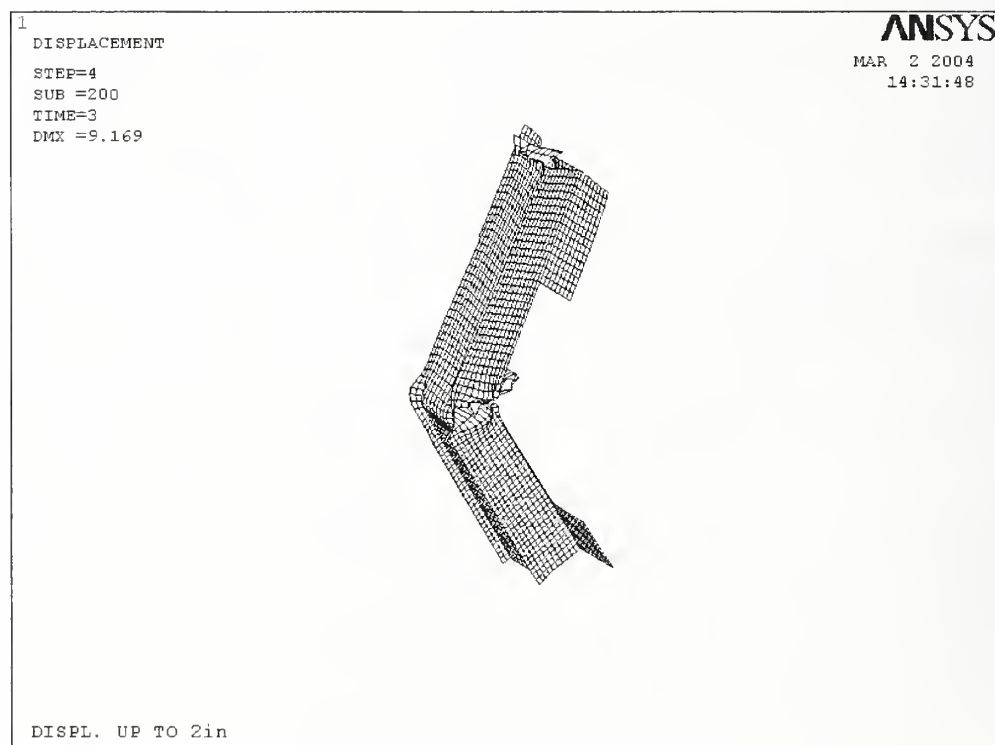 1
DISPLACEMENT
STEP=4
SUB =200
TIME=3
DMX =9.169
ANSYS
MAR 2 2004
14:31:48
DISPL. UP TO 2in